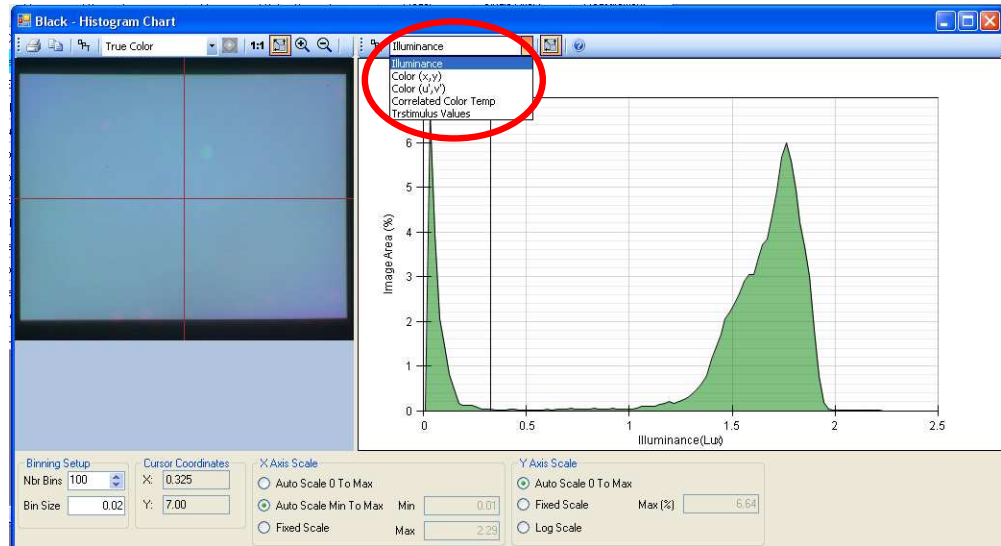 Black - Histogram Chart
True Color
1:1
Illuminance
Illuminance
Color (x,y)
Color (u',v')
Correlated Color Temp
Trstimulus Values
6
5
4
3
2
1
0
Image Area (%)
0
0.5
1
1.5
2
2.5
Illuminance(Lux)
Binning Setup
Nbr Bins 100
Bin Size 0.02
Cursor Coordinates
X: 0.325
Y: 7.00
X Axis Scale
Auto Scale 0 To Max
Auto Scale Min To Max Min 0.01
Fixed Scale Max 2.29
Y Axis Scale
Auto Scale 0 To Max
Fixed Scale Max (%) 6.64
Log Scale